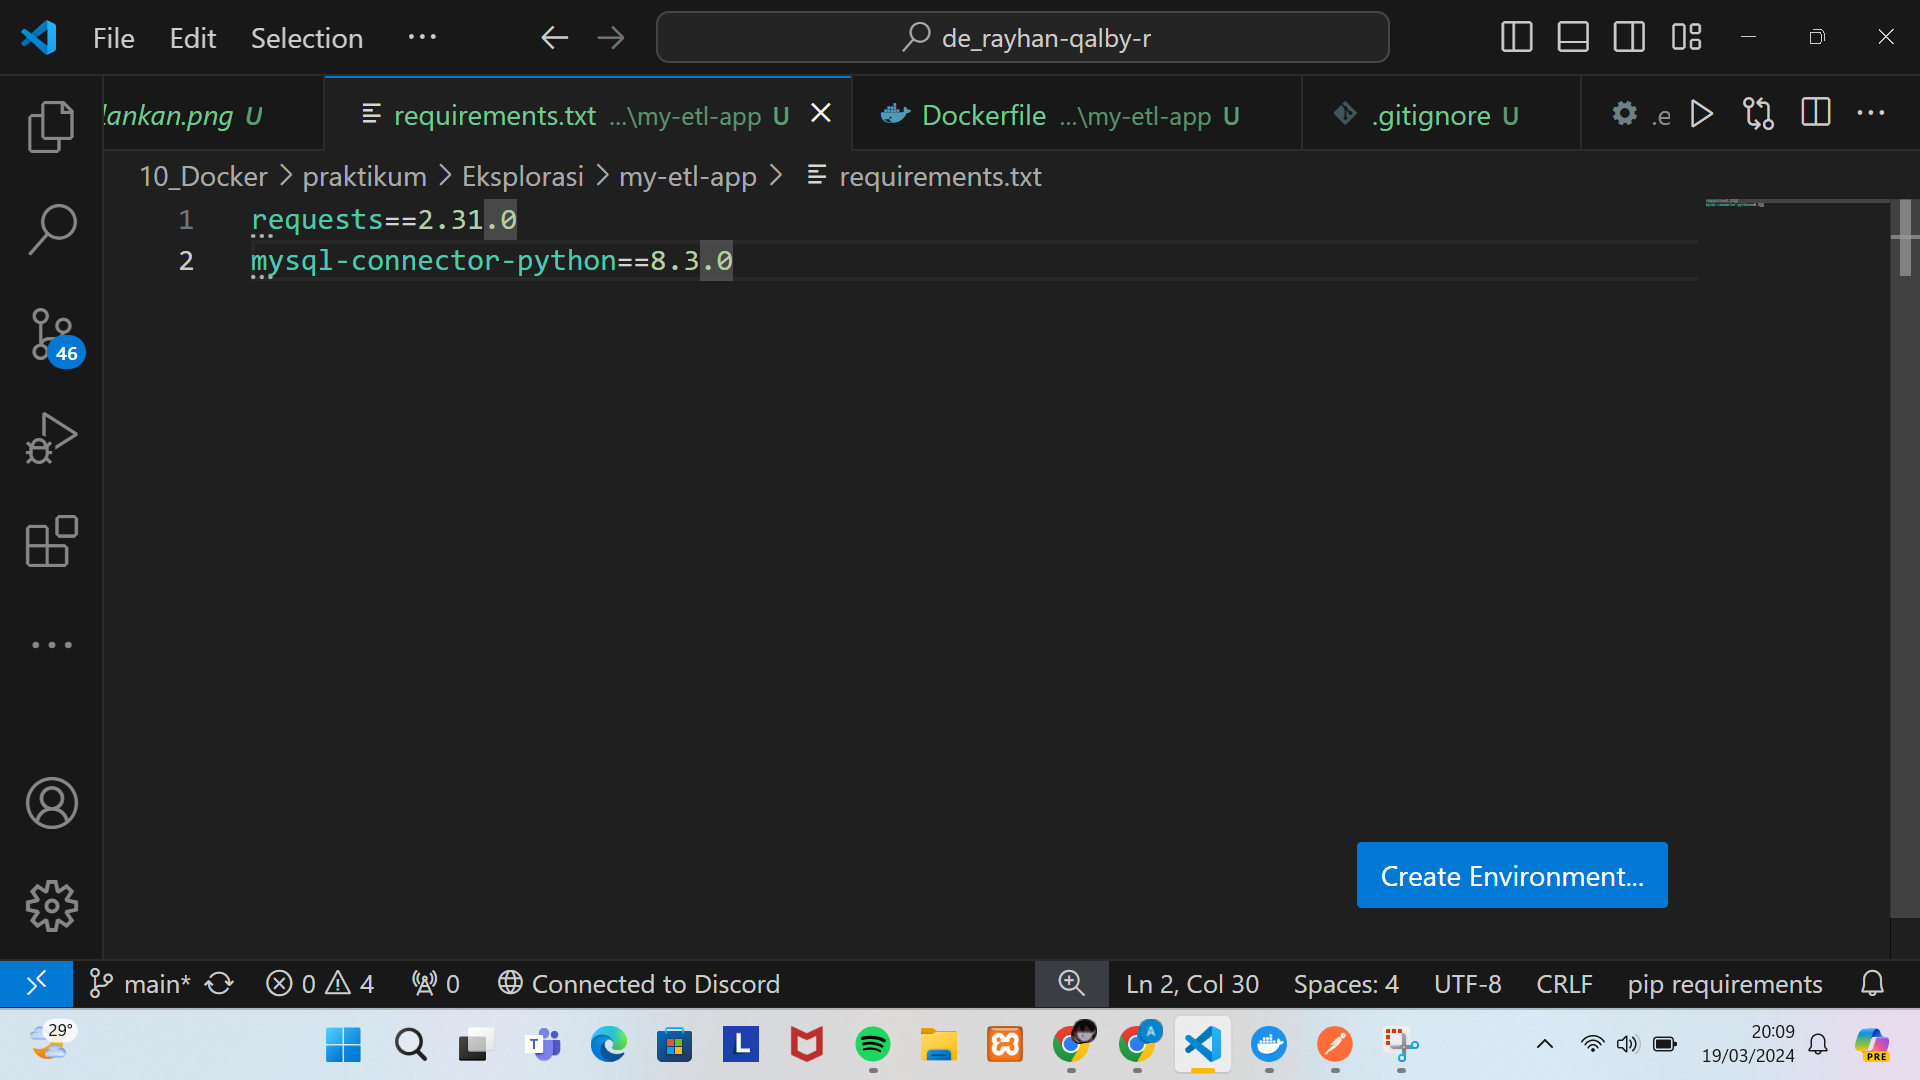 File Edit Selection ··· de_rayhan-qalby-r
lankan.png U requirements.txt ...\my-etl-app U Dockerfile ...\my-etl-app U .gitignore U .e
10_Docker > praktikum > Eksplorasi > my-etl-app > requirements.txt
1 requests==2.31.0
2 mysql-connector-python==8.3.0
46
Create Environment...
main* 0 4 0 Connected to Discord Ln 2, Col 30 Spaces: 4 UTF-8 CRLF pip requirements
29° T L A 20:09 PRE
19/03/2024